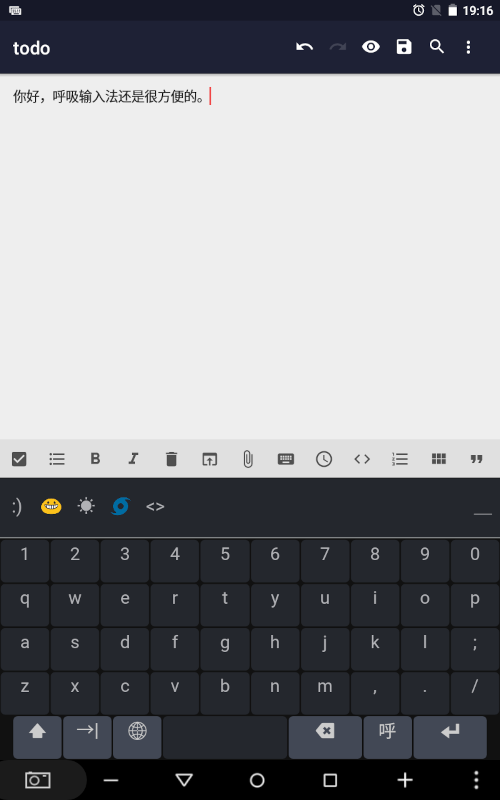 19:16
todo
你好，呼吸输入法还是很方便的。
B I <>
:) <>
1 2 3 4 5 6 7 8 9 0
q w e r t y u i o p
a s d f g h j k l ;
z x c v b n m , . /
呼